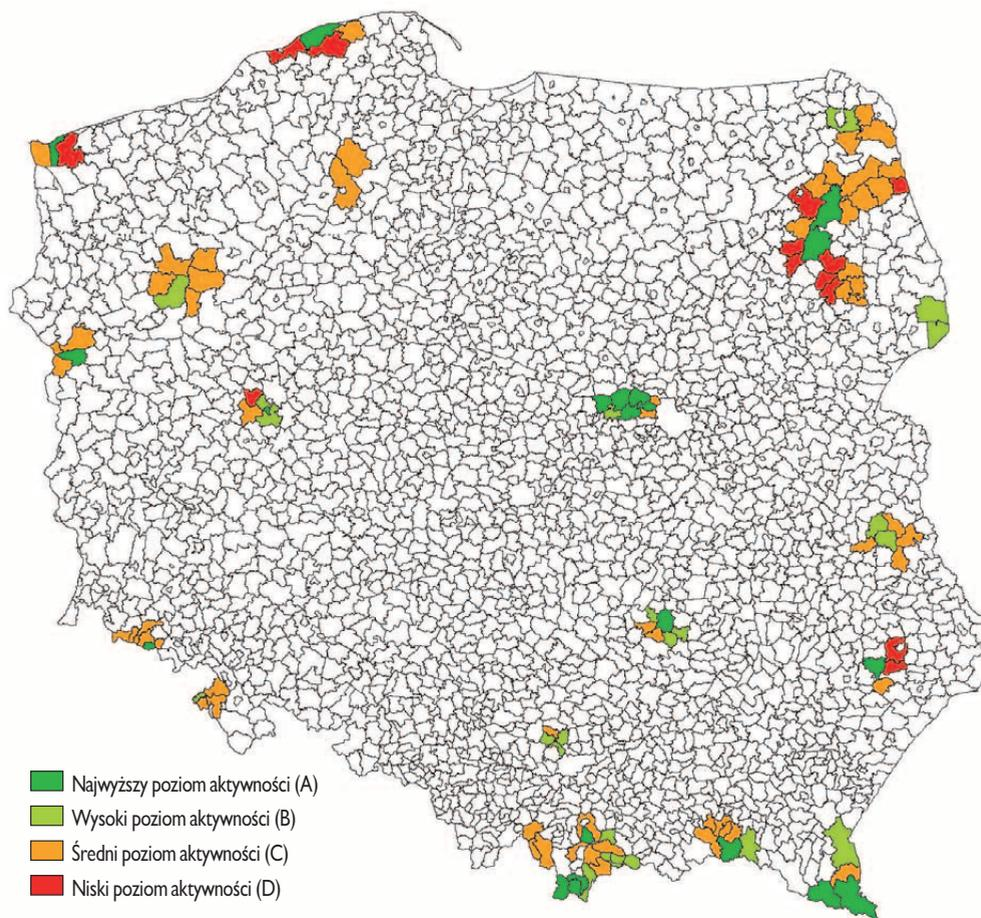 Najwyższy poziom aktywności (A)
Wysoki poziom aktywności (B)
Średni poziom aktywności (C)
Niski poziom aktywności (D)